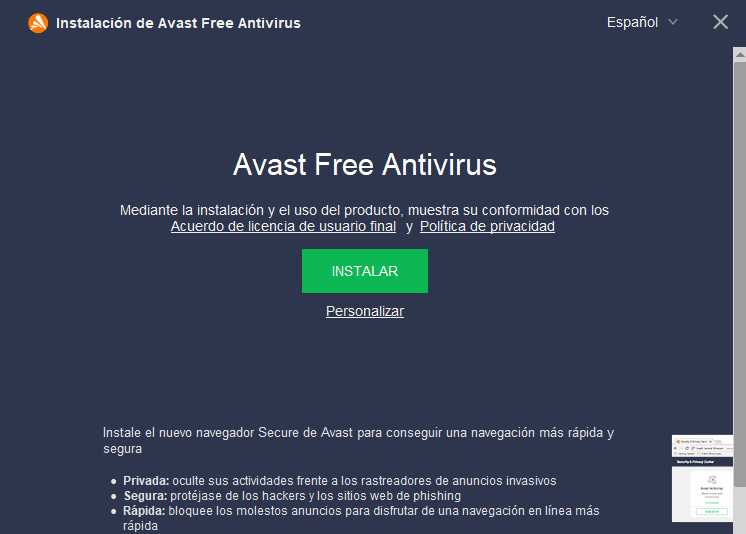 Instalación de Avast Free Antivirus
Español
Avast Free Antivirus
Mediante la instalación y el uso del producto, muestra su conformidad con los
Acuerdo de licencia de usuario final y Política de privacidad
INSTALAR
Personalizar
Instale el nuevo navegador Secure de Avast para conseguir una navegación más rápida y
segura
• Privada: oculte sus actividades frente a los rastreadores de anuncios invasivos
• Segura: protéjase de los hackers y los sitios web de phishing
• Rápida: bloquee los molestos anuncios para disfrutar de una navegación en línea más
rápida
Security & Privacy Center